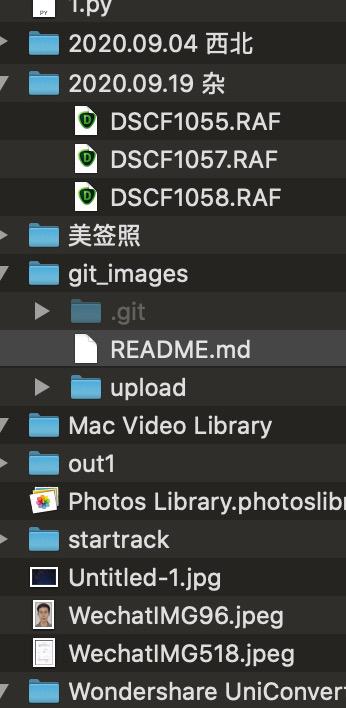 1.py
2020.09.04 西北
2020.09.19 杂
DSCF1055.RAF
DSCF1057.RAF
DSCF1058.RAF
美签照
git_images
.git
README.md
upload
Mac Video Library
out1
Photos Library.photoslibr
startrack
Untitled-1.jpg
WechatIMG96.jpeg
WechatIMG518.jpeg
Wondershare UniConvert